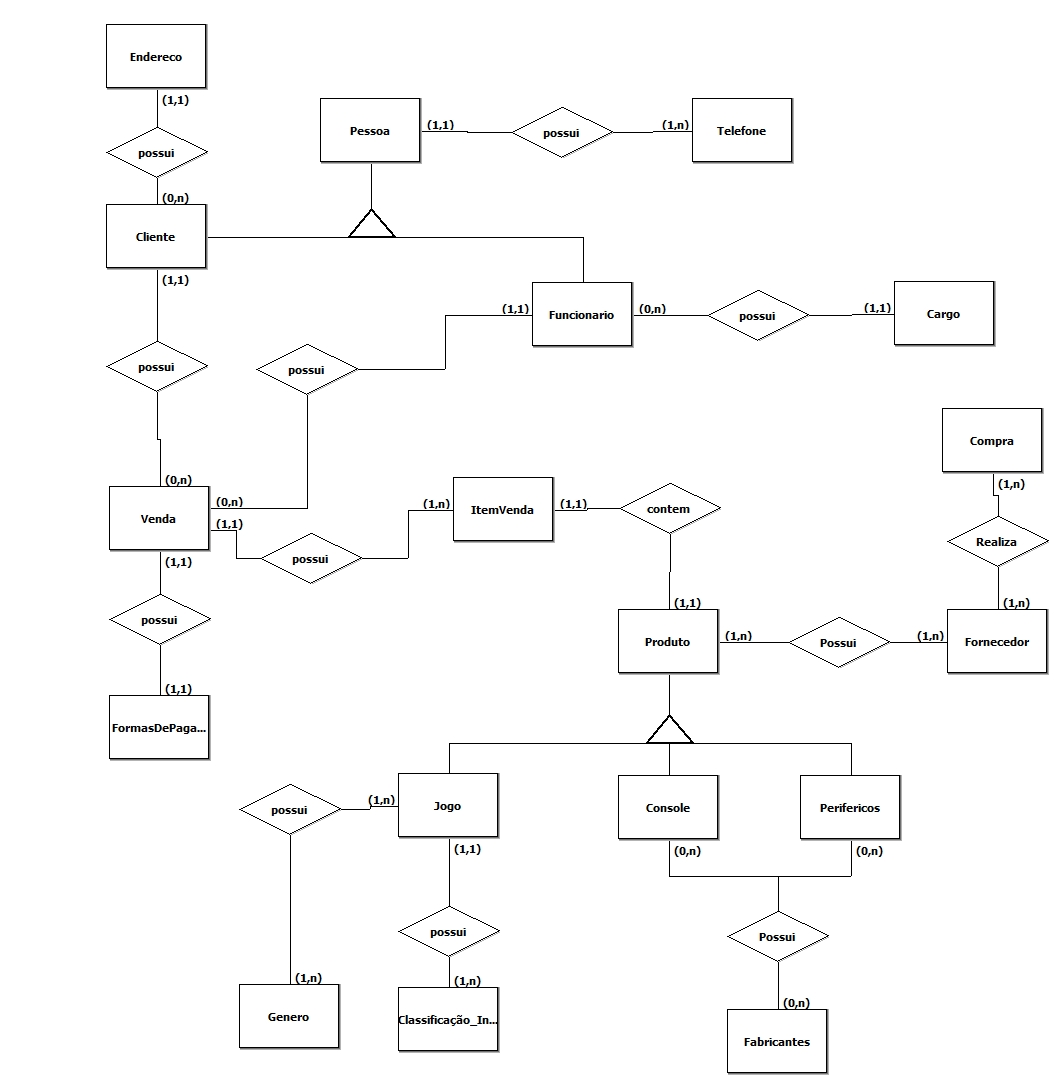 Endereco
(1,1)
possui
(0,n)
Cliente
(1,1)
Pessoa
(1,1)
possui
(1,n)
Telefone
(1,1)
Funcionario
(0,n)
possui
(1,1)
Cargo
possui
possui
Compra
(1,n)
Realiza
(1,n)
Fornecedor
(0,n)
Venda
(0,n)
(1,1)
(1,1)
possui
(1,n)
ItemVenda
(1,1)
contem
(1,1)
Produto
(1,n)
Possui
(1,n)
possui
(1,1)
FormasDePaga...
Jogo
(1,n)
possui
(1,n)
Genero
(1,1)
possui
(1,n)
Classificação_In...
Console
(0,n)
Perifericos
(0,n)
Possui
(0,n)
Fabricantes